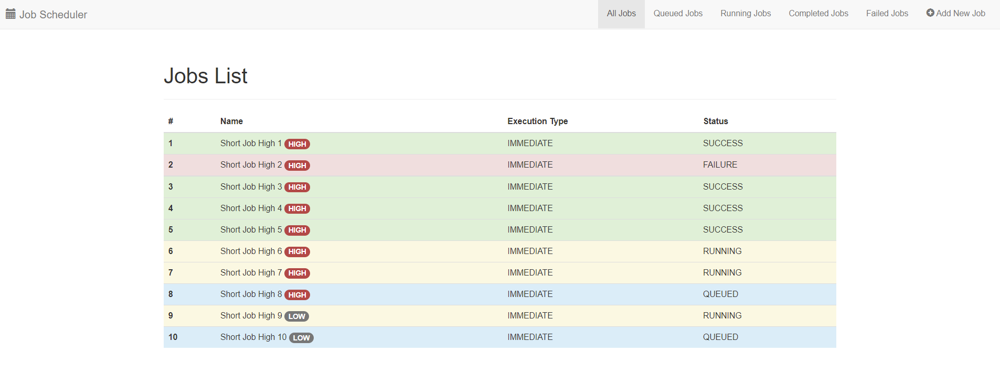 Job Scheduler All Jobs Queued Jobs Running Jobs Completed Jobs Failed Jobs Add New Job
Jobs List
# Name Execution Type Status
1 Short Job High 1 HIGH IMMEDIATE SUCCESS
2 Short Job High 2 HIGH IMMEDIATE FAILURE
3 Short Job High 3 HIGH IMMEDIATE SUCCESS
4 Short Job High 4 HIGH IMMEDIATE SUCCESS
5 Short Job High 5 HIGH IMMEDIATE SUCCESS
6 Short Job High 6 HIGH IMMEDIATE RUNNING
7 Short Job High 7 HIGH IMMEDIATE RUNNING
8 Short Job High 8 HIGH IMMEDIATE QUEUED
9 Short Job High 9 LOW IMMEDIATE RUNNING
10 Short Job High 10 LOW IMMEDIATE QUEUED